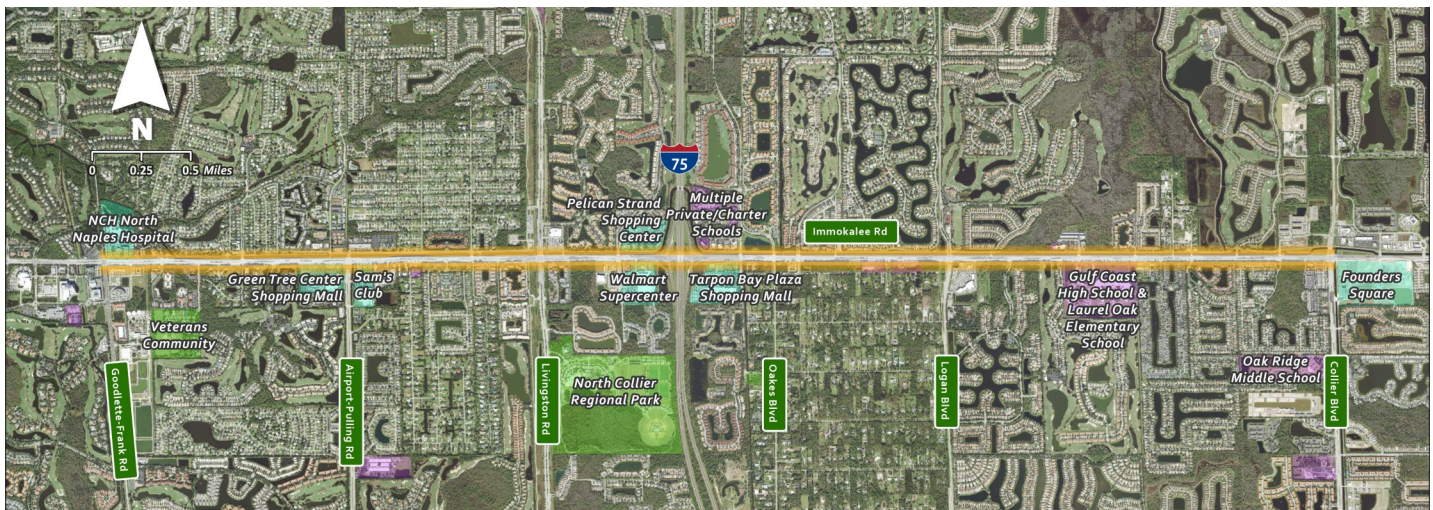 N
0 0.25 0.5 Miles
75
NCH North
Naples Hospital
Pelican Strand
Shopping
Center
Multiple
Private/Charter
Schools
Immokalee Rd
Green Tree Center
Shopping Mall
Sam's
Club
Walmart
Supercenter
Tarpon Bay Plaza
Shopping Mall
Gulf Coast
High School &
Laurel Oak
Elementary
School
Founders
Square
Veterans
Community
North Collier
Regional Park
Oak Ridge
Middle School
Goodlette-Frank Rd
Airport-Pulling Rd
Livingston Rd
Oakes Blvd
Logan Blvd
Collier Blvd